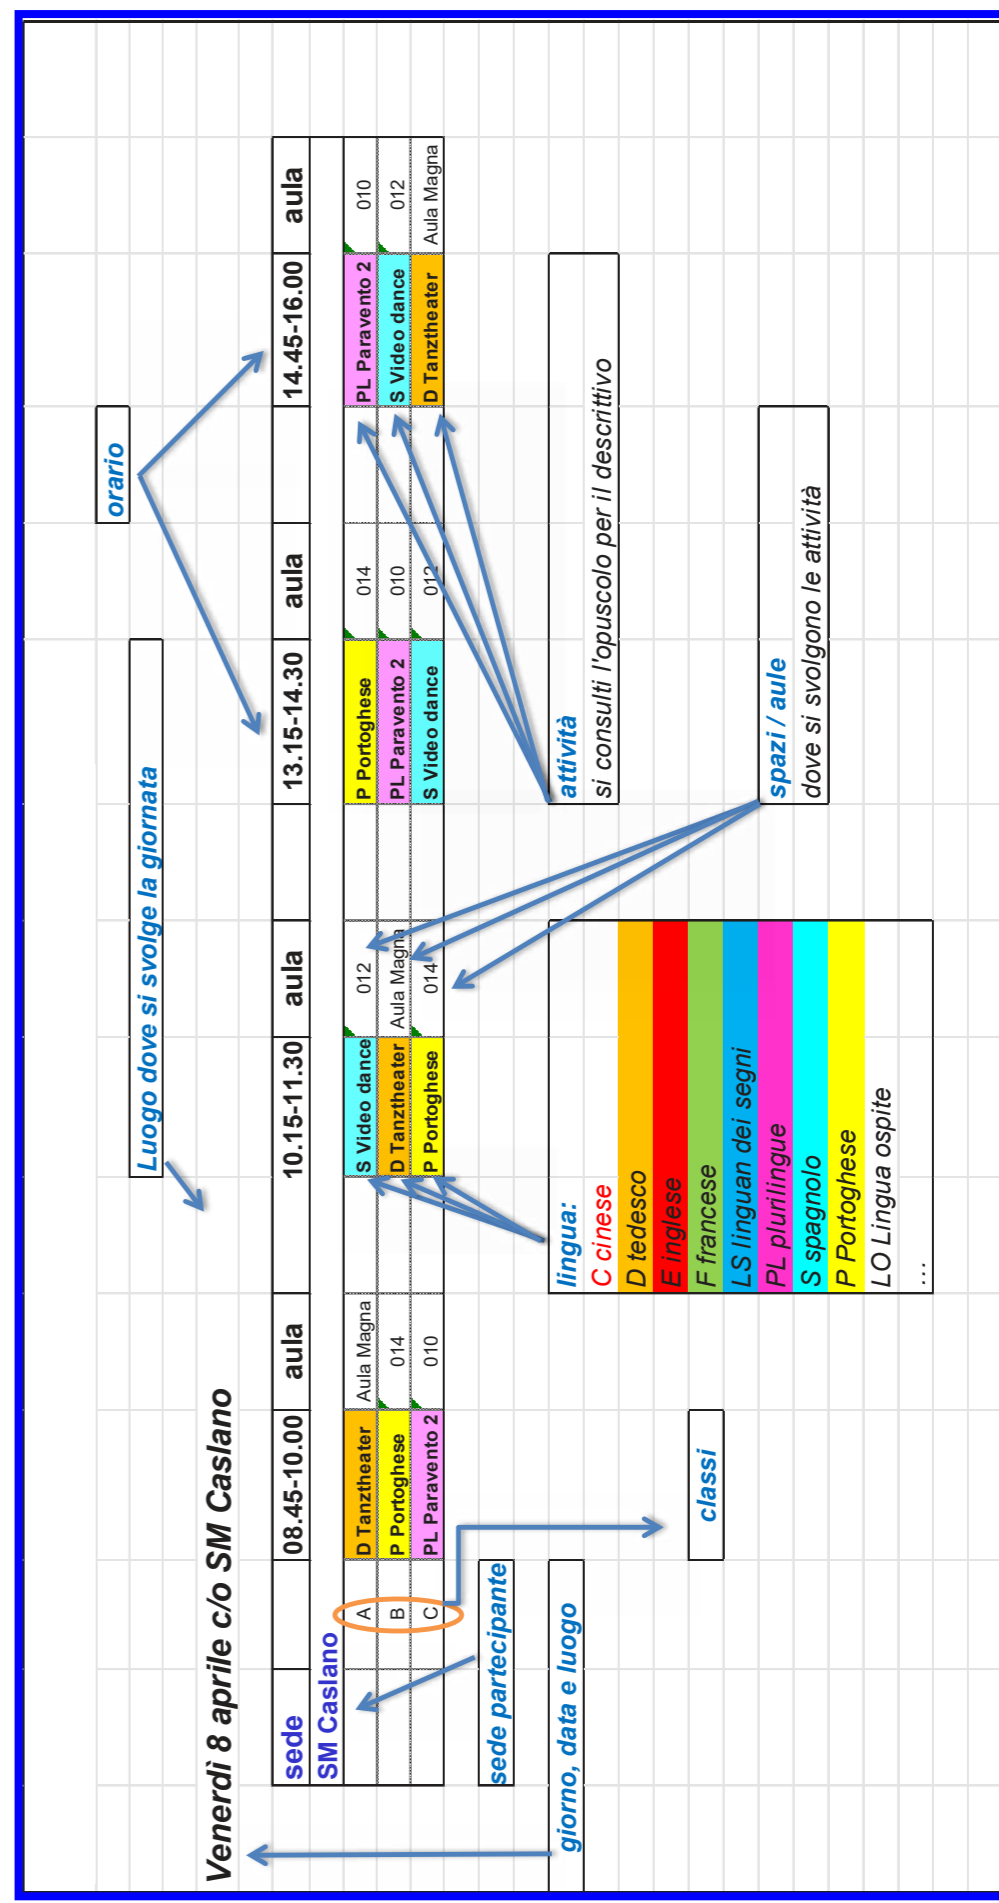 orario
Luogo dove si svolge la giornata
Venerdì 8 aprile c/o SM Caslano
sede 08.45-10.00 aula 10.15-11.30 aula 13.15-14.30 aula 14.45-16.00 aula
SM Caslano
A D Tanztheater Aula Magna S Video dance 012 P Portoghese 014 PL Paravento 2 010
B P Portoghese 014 D Tanztheater Aula Magna PL Paravento 2 010 S Video dance 012
C PL Paravento 2 010 P Portoghese 014 S Video dance 012 D Tanztheater Aula Magna
sede partecipante
giorno, data e luogo
classi
lingua:
C cinese
D tedesco
E inglese
F francese
LS linguan dei segni
PL plurilingue
S spagnolo
P Portoghese
LO Lingua ospite
...
attività
si consulti l'opuscolo per il descrittivo
spazi / aule
dove si svolgono le attività